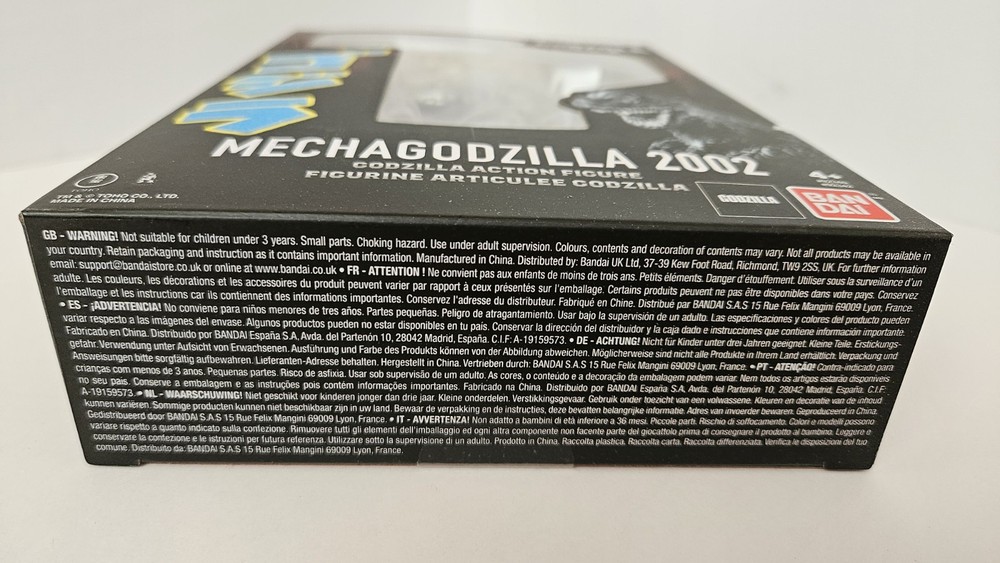 MECHAGODZILLA 2002
GODZILLA ACTION FIGURE
FIGURINE ARTICULEE GODZILLA
4+
GODZILLA
BAN
DAI
TOHO
TM & © TOHO CO., LTD.
MADE IN CHINA
GB - WARNING! Not suitable for children under 3 years. Small parts. Choking hazard. Use under adult supervision. Colours, contents and decoration of contents may vary. Not all products may be available in
your country. Retain packaging and instruction as it contains important information. Manufactured in China. Distributed by: Bandai UK Ltd, 37-39 Kew Foot Road, Richmond, TW9 2SS, UK. For further information
email: support@bandaistore.co.uk or online at www.bandai.co.uk • FR - ATTENTION ! Ne convient pas aux enfants de moins de trois ans. Petits éléments. Danger d'étouffement. Utiliser sous la surveillance d'un
adulte. Les couleurs, les décorations et les accessoires du produit peuvent varier par rapport à ceux présentés sur l'emballage. Certains produits peuvent ne pas être disponibles dans votre pays. Conservez
l'emballage et les instructions car ils contiennent des informations importantes. Conservez l'adresse du distributeur. Fabriqué en Chine. Distribué par BANDAI S.A.S 15 Rue Felix Mangini 69009 Lyon, France.
• ES - ¡ADVERTENCIA! No conviene para niños menores de tres años. Partes pequeñas. Peligro de atragantamiento. Usar bajo la supervisión de un adulto. Las especificaciones y colores del producto pueden
variar respecto a las imágenes del envase. Algunos productos pueden no estar disponibles en tu país. Conservar la dirección del distribuidor y la caja dado e instrucciones que contiene información importante.
Fabricado en China. Distribuido por BANDAI España S.A. Avda. del Partenón 10, 28042 Madrid, España. C.I.F: A-19159573. • DE - ACHTUNG! Nicht für Kinder unter drei Jahren geeignet. Kleine Teile. Erstickungs-
gefahr. Verwendung unter Aufsicht von Erwachsenen. Ausführung und Farbe des Produkts können von der Abbildung abweichen. Möglicherweise sind nicht alle Produkte in Ihrem Land erhältlich. Verpackung und
Anweisungen bitte sorgfältig aufbewahren. Lieferanten-Adresse behalten. Hergestellt in China. Vertrieben durch: BANDAI S.A.S 15 Rue Felix Mangini 69009 Lyon, France. • PT - ATENÇÃO! Contra-indicado para
crianças com menos de 3 anos. Pequenas partes. Risco de asfixia. Usar sob supervisão de um adulto. As cores, o conteúdo e a decoração da embalagem podem variar. Nem todos os artigos estarão disponíveis
no seu país. Conserve a embalagem e as instruções pois contém informações importantes. Fabricado na China. Distribuido por BANDAI España S.A. Avda. del Partenón 10, 28042 Madrid, España. C.I.F:
A-19159573. • NL - WAARSCHUWING! Niet geschikt voor kinderen jonger dan drie jaar. Kleine onderdelen. Verstikkingsgevaar. Gebruik onder toezicht van een volwassene. Kleuren en decoratie van de inhoud
kunnen variëren. Sommige producten kunnen niet beschikbaar zijn in uw land. Bewaar de verpakking en de instructies, deze bevatten belangrijke informatie. Adres van invoerder bewaren. Geproduceerd in China.
Gedistribueerd door BANDAI S.A.S 15 Rue Felix Mangini 69009 Lyon, France. • IT - AVVERTENZA! Non adatto a bambini di età inferiore a 36 mesi. Piccole parti. Rischio di soffocamento. Colori e modelli possono
variare rispetto a quanto indicato sulla confezione. Rimuovere tutti gli elementi dell'imballaggio ed ogni altra componente non facente parte del giocattolo prima di consegnare il prodotto al bambino. Leggere e
conservare la confezione e le istruzioni per futura referenza. Utilizzare sotto la supervisione di un adulto. Prodotto in China. Raccolta plastica. Raccolta carta. Raccolta differenziata. Verifica le disposizioni del tuo
comune. Distribuito da: BANDAI S.A.S 15 Rue Felix Mangini 69009 Lyon, France.